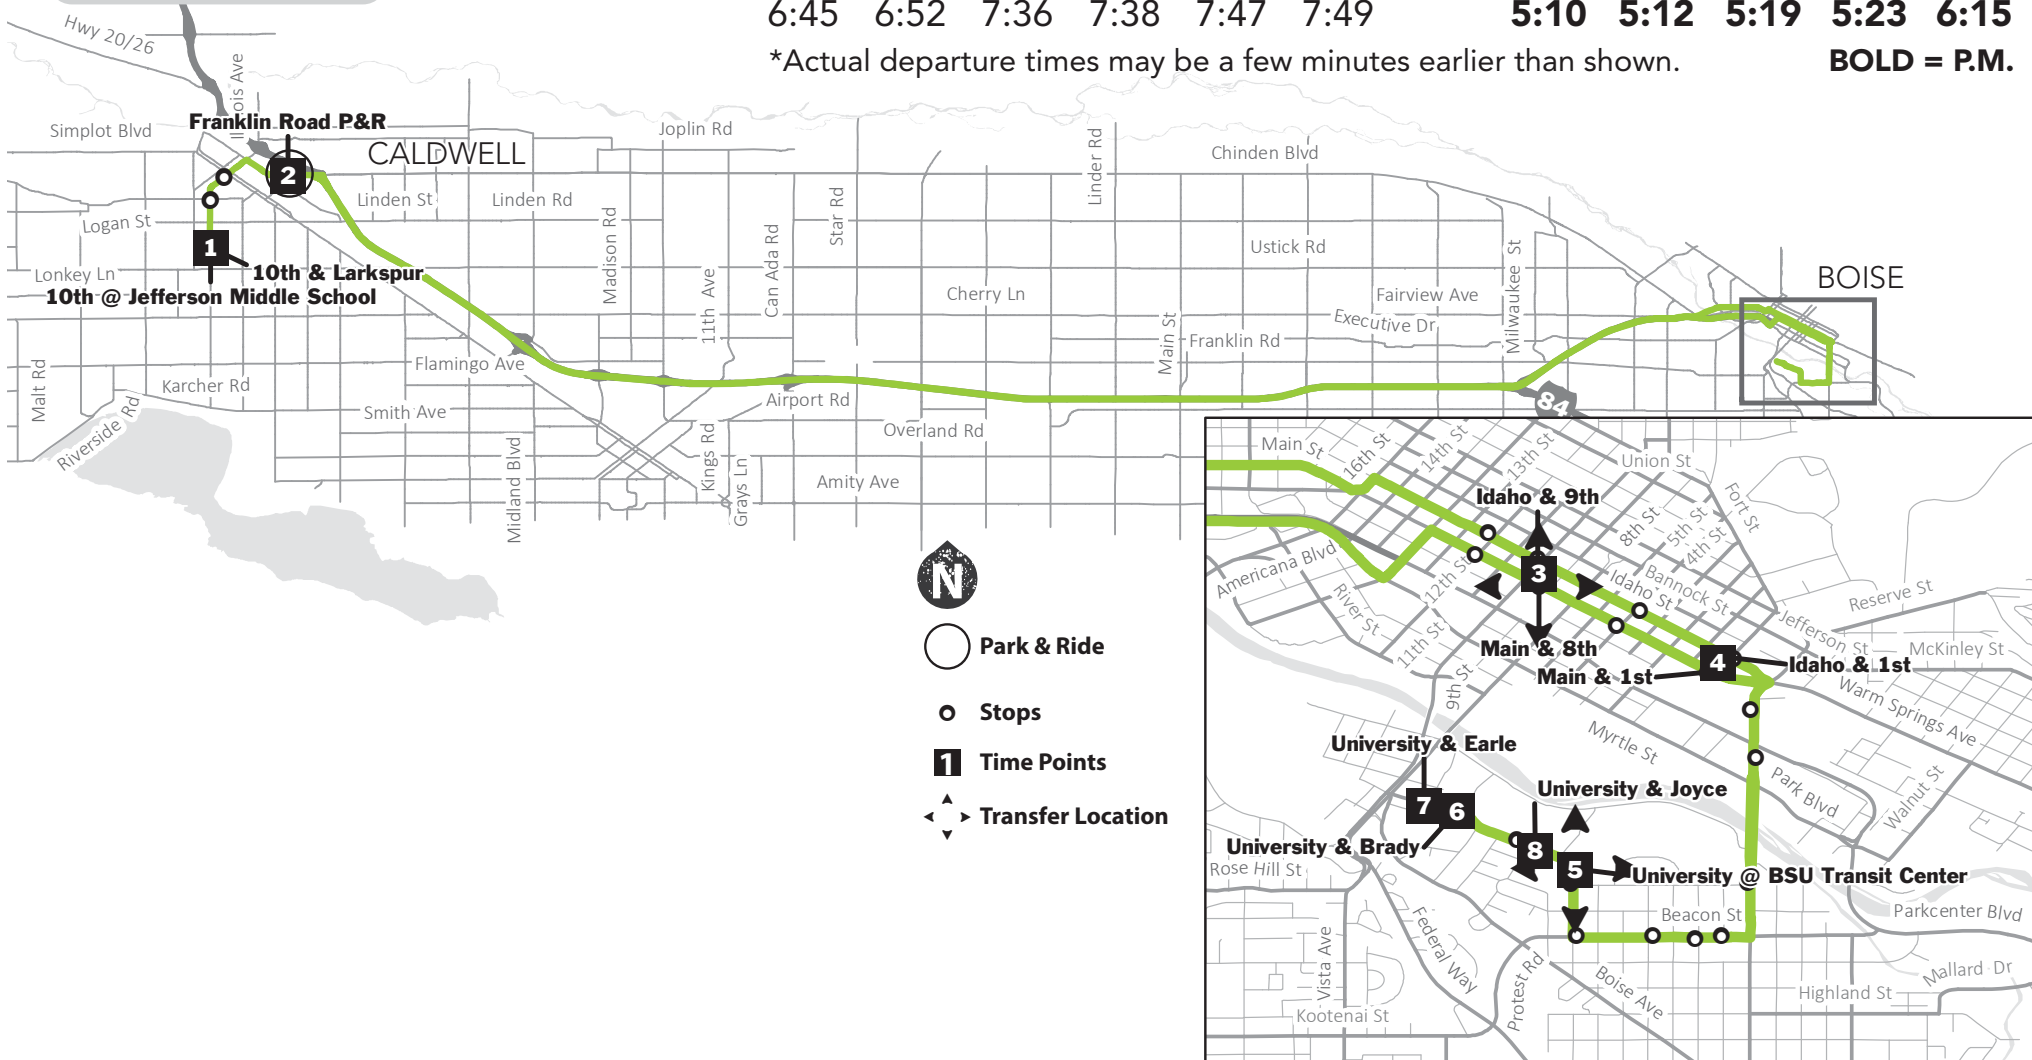 6:45 6:52 7:36 7:38 7:47 7:49 5:10 5:12 5:19 5:23 6:15
*Actual departure times may be a few minutes earlier than shown.
BOLD = P.M.
Hwy 20/26
Simplot Blvd
Franklin Road P&R
CALDWELL
Joplin Rd
Linder Rd
Chinden Blvd
2
Linden St
Linden Rd
Logan St
Madison Rd
Star Rd
Can Ada Rd
Ustick Rd
1
10th & Larkspur
Lonkey Ln
10th @ Jefferson Middle School
11th Ave
Cherry Ln
Fairview Ave
Milwaukee St
BOISE
Executive Dr
Main St
Franklin Rd
Flamingo Ave
Malt Rd
Karcher Rd
Riverside Rd
Smith Ave
Airport Rd
84
Overland Rd
Midland Blvd
Kings Rd
Grays Ln
Amity Ave
N
Park & Ride
Stops
1 Time Points
Transfer Location
Main St
16th St
14th St
13th St
Union St
Fort St
Idaho & 9th
8th St
5th St
4th St
Americana Blvd
River St
12th St
3
Idaho St
Bannock St
Reserve St
11th St
Jefferson St
McKinley St
Main & 8th
Main & 1st
4
Idaho & 1st
9th St
Warm Springs Ave
Myrtle St
University & Earle
Park Blvd
Walnut St
University & Joyce
7
6
University & Brady
8
5
University @ BSU Transit Center
Rose Hill St
Beacon St
Parkcenter Blvd
Federal Way
Vista Ave
Protest Rd
Boise Ave
Mallard Dr
Highland St
Kootenai St